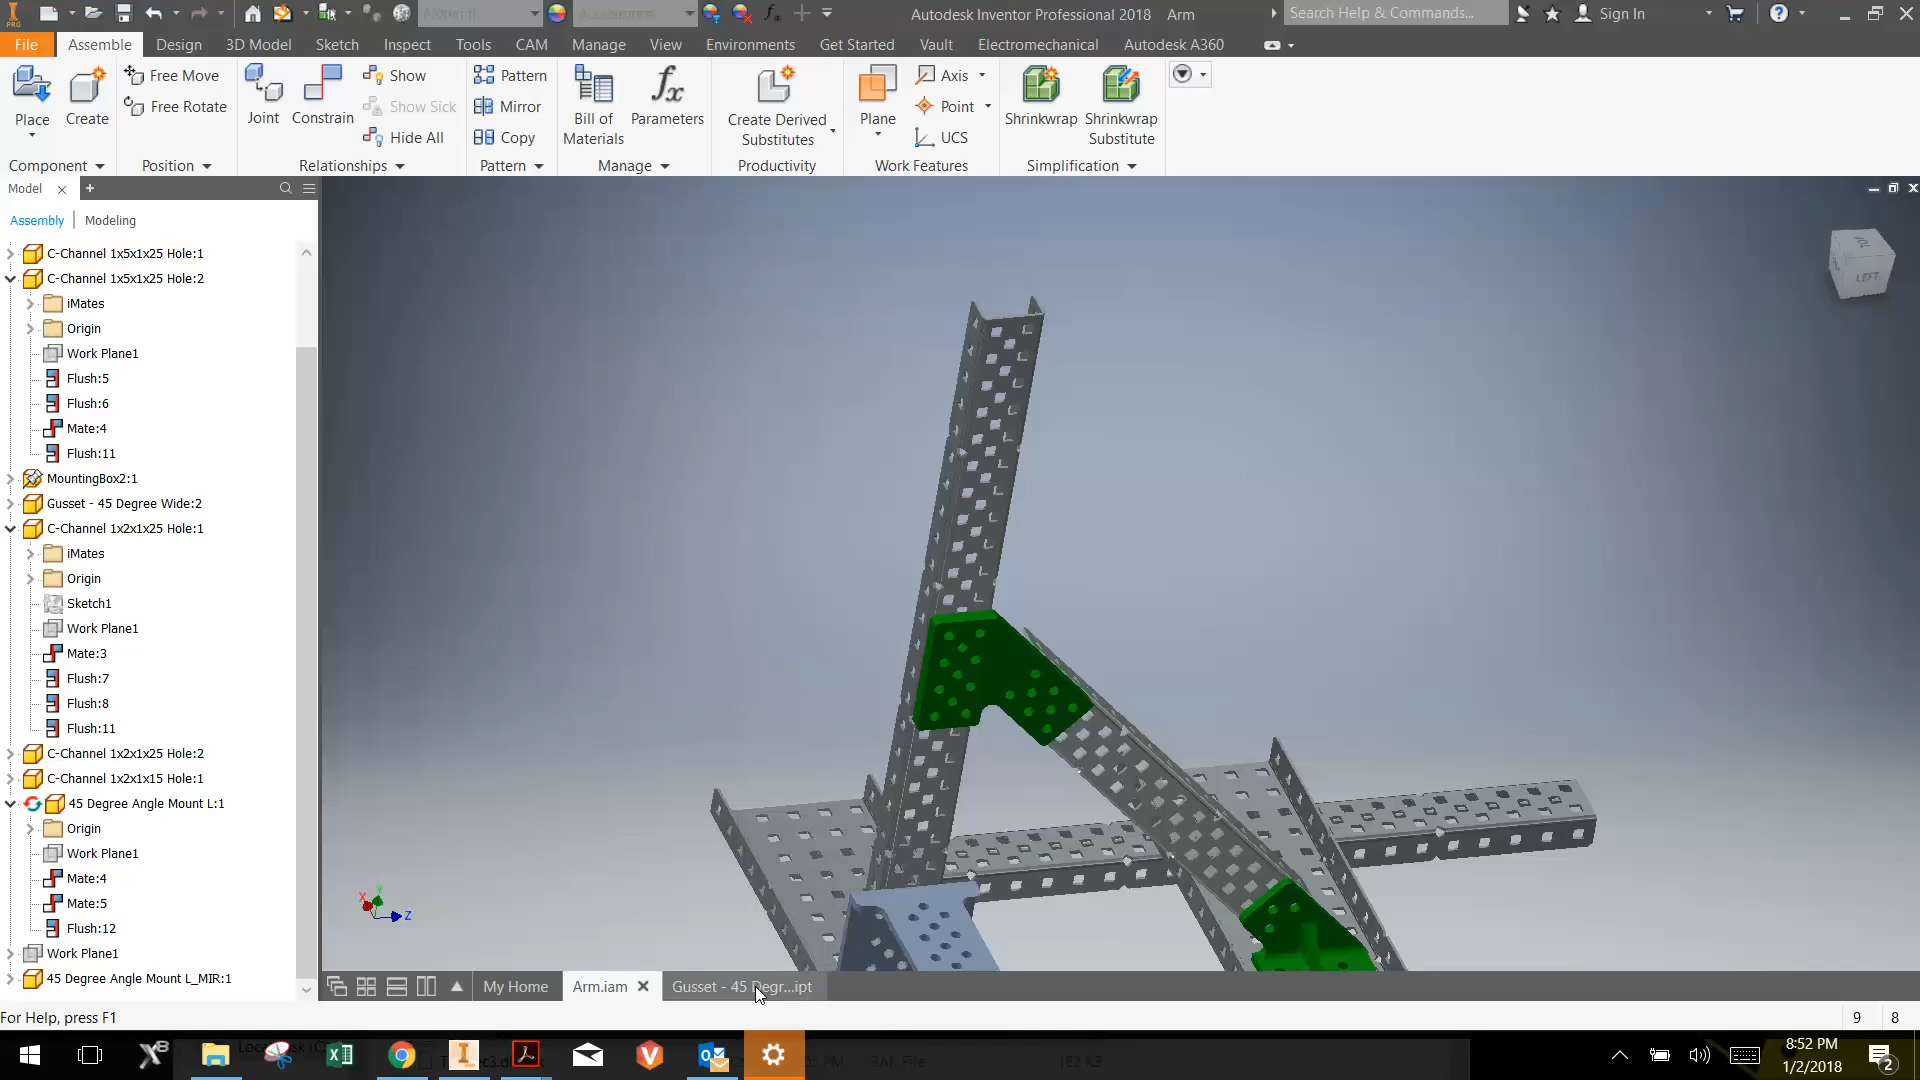 PRO
Material
Appearance
Autodesk Inventor Professional 2018 Arm
Search Help & Commands...
Sign In
File
Assemble
Design
3D Model
Sketch
Inspect
Tools
CAM
Manage
View
Environments
Get Started
Vault
Electromechanical
Autodesk A360
Place
Create
Free Move
Free Rotate
Joint
Constrain
Show
Show Sick
Hide All
Pattern
Mirror
Copy
Bill of
Materials
Parameters
Create Derived
Substitutes
Plane
Axis
Point
UCS
Shrinkwrap
Shrinkwrap
Substitute
Component
Position
Relationships
Pattern
Manage
Productivity
Work Features
Simplification
Model
Assembly
Modeling
C-Channel 1x5x1x25 Hole:1
C-Channel 1x5x1x25 Hole:2
iMates
Origin
Work Plane1
Flush:5
Flush:6
Mate:4
Flush:11
MountingBox2:1
Gusset - 45 Degree Wide:2
C-Channel 1x2x1x25 Hole:1
iMates
Origin
Sketch1
Work Plane1
Mate:3
Flush:7
Flush:8
Flush:11
C-Channel 1x2x1x25 Hole:2
C-Channel 1x2x1x15 Hole:1
45 Degree Angle Mount L:1
Origin
Work Plane1
Mate:4
Mate:5
Flush:12
Work Plane1
45 Degree Angle Mount L_MIR:1
LEFT
X
Y
Z
My Home
Arm.iam
Gusset - 45 Degr...ipt
For Help, press F1
9
8
8:52 PM
1/2/2018
2